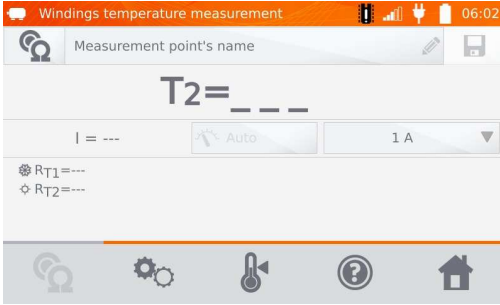 Windings temperature measurement 06:02
Measurement point's name
T2=_ _ _
I = --- Auto 1 A
RT1=---
RT2=---